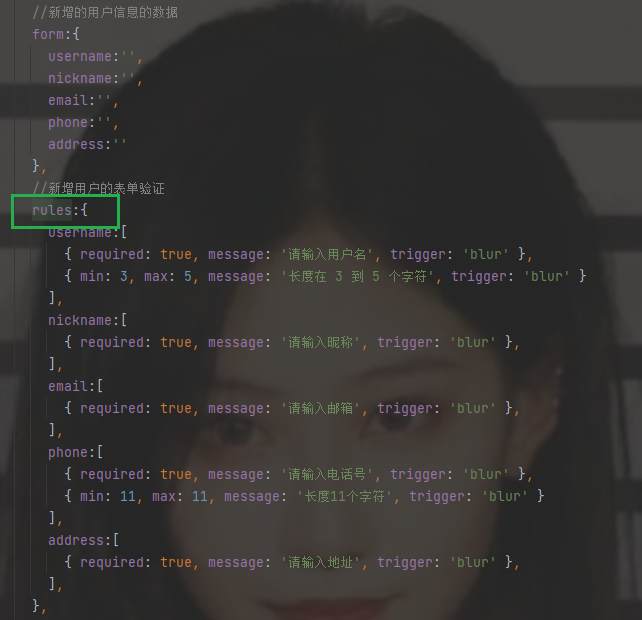 //新增的用户信息的数据
form:{
username:'',
nickname:'',
email:'',
phone:'',
address:''
},
//新增用户的表单验证
rules:{
username:[
{ required: true, message: '请输入用户名', trigger: 'blur' },
{ min: 3, max: 5, message: '长度在 3 到 5 个字符', trigger: 'blur' }
],
nickname:[
{ required: true, message: '请输入昵称', trigger: 'blur' },
],
email:[
{ required: true, message: '请输入邮箱', trigger: 'blur' },
],
phone:[
{ required: true, message: '请输入电话号', trigger: 'blur' },
{ min: 11, max: 11, message: '长度11个字符', trigger: 'blur' }
],
address:[
{ required: true, message: '请输入地址', trigger: 'blur' },
],
},